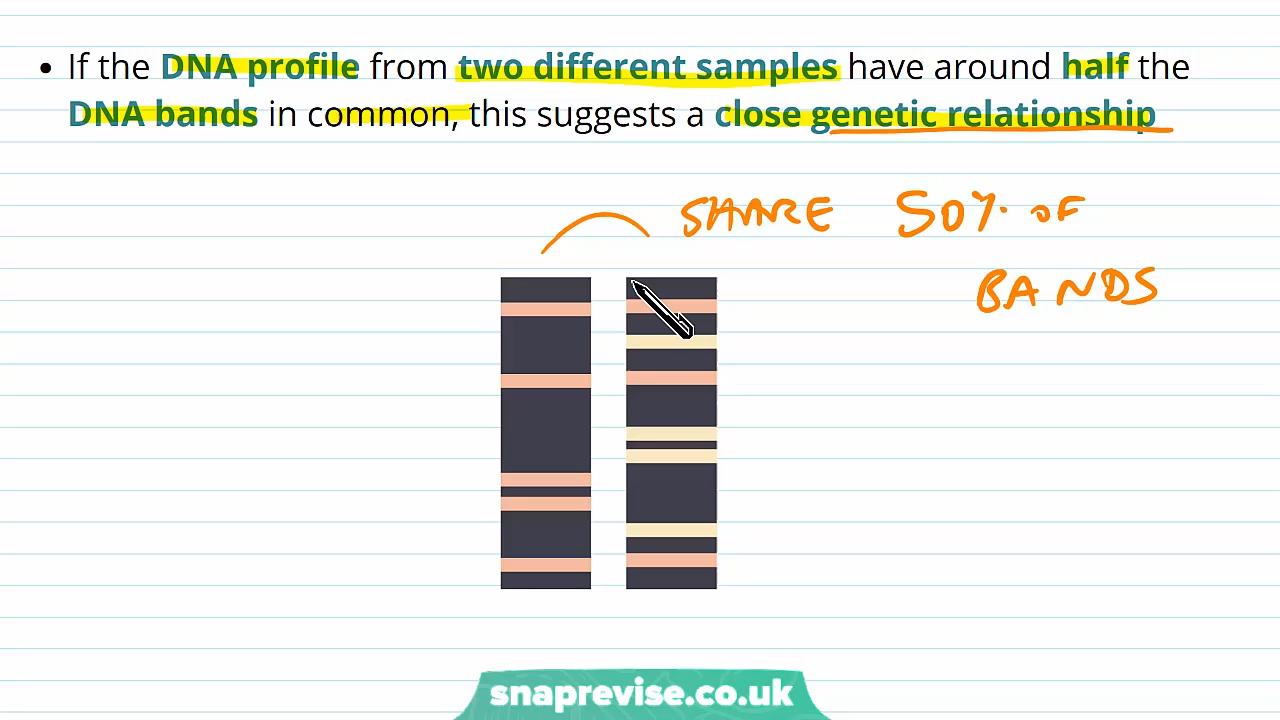 • If the DNA profile from two different samples have around half the
DNA bands in common, this suggests a close genetic relationship
SHARE 50% OF
BANDS
snaprevise.co.uk